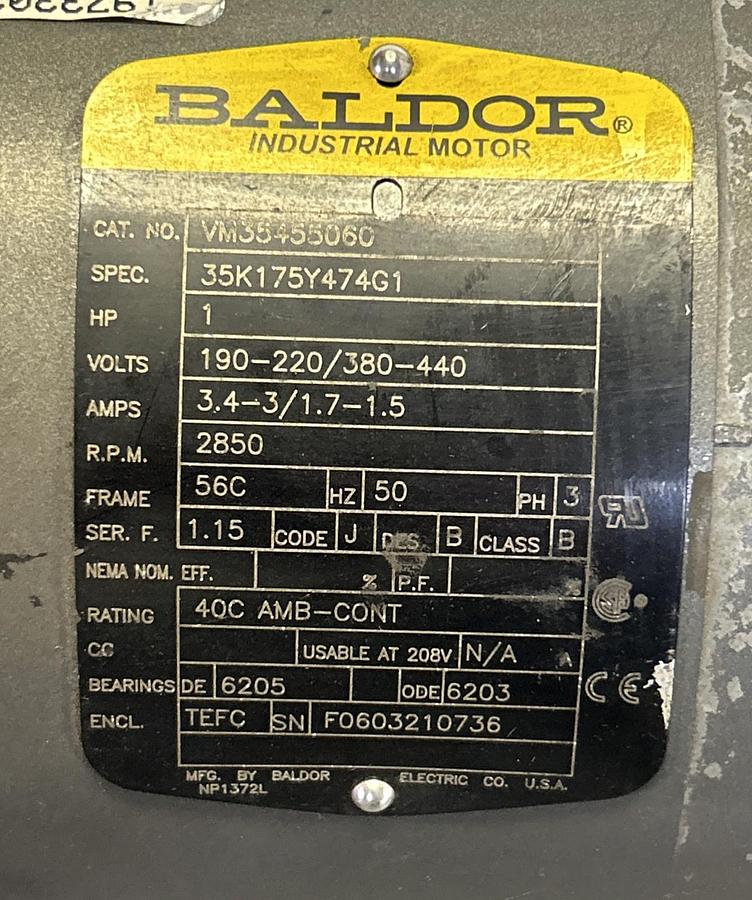 BALDOR®
INDUSTRIAL MOTOR
CAT. NO. VM35455060
SPEC. 35K175Y474G1
HP 1
VOLTS 190-220/380-440
AMPS 3.4-3/1.7-1.5
R.P.M. 2850
FRAME 56C HZ 50 PH 3
SER. F. 1.15 CODE J DES. B CLASS B
NEMA NOM. EFF. % P.F.
RATING 40C AMB-CONT
CC USABLE AT 208V N/A
BEARINGS DE 6205 ODE 6203
ENCL. TEFC SN F0603210736
MFG. BY BALDOR ELECTRIC CO. U.S.A.
NP1372L
CE